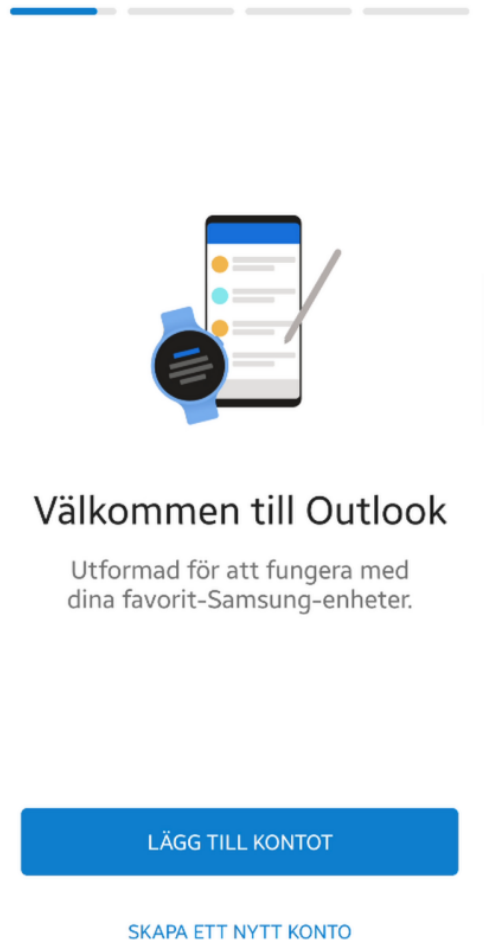 Välkommen till Outlook
Utformad för att fungera med
dina favorit-Samsung-enheter.
LÄGG TILL KONTOT
SKAPA ETT NYTT KONTO